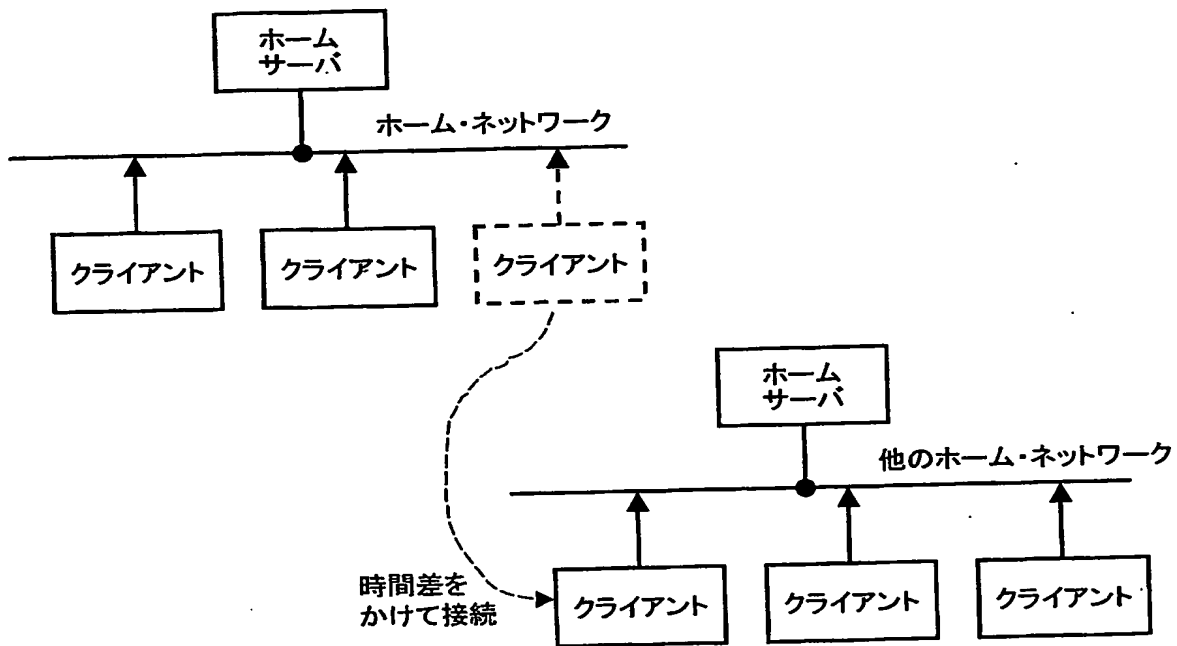 ホーム
サーバ
ホーム・ネットワーク
クライアント
クライアント
クライアント
ホーム
サーバ
他のホーム・ネットワーク
時間差を
かけて接続
クライアント
クライアント
クライアント